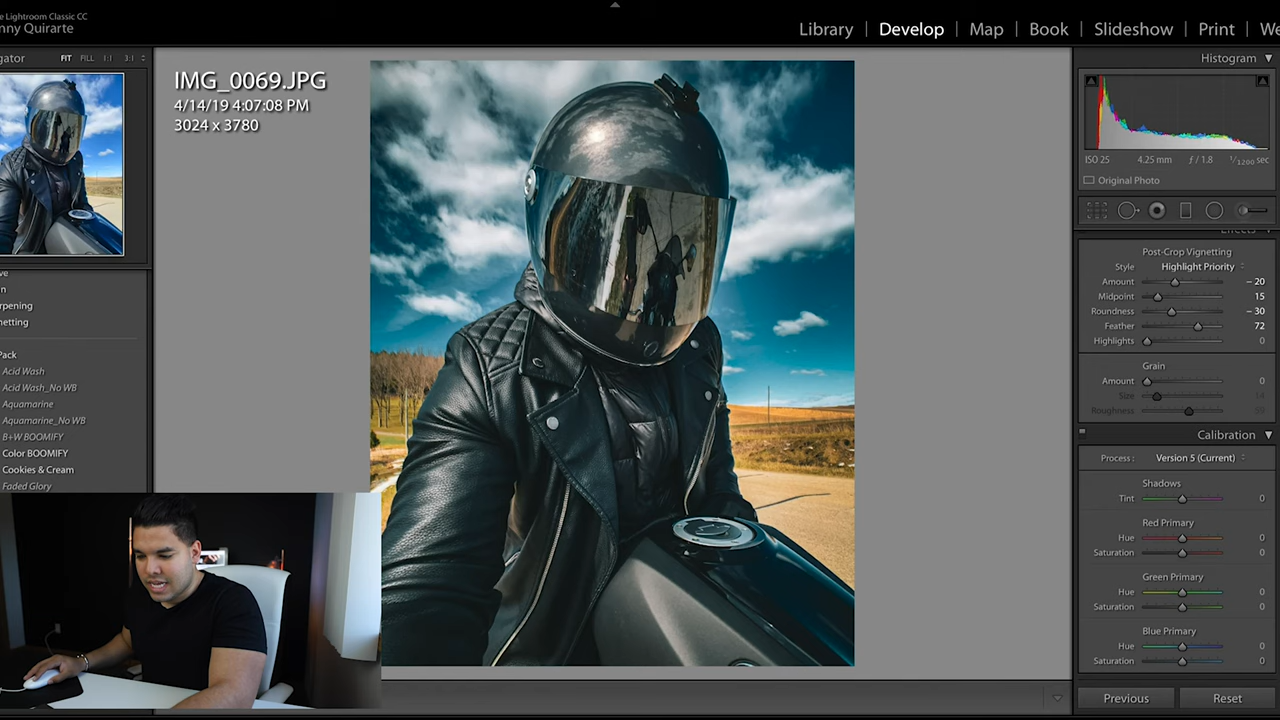 e Lightroom Classic CC
nny Quirarte
Library | Develop | Map | Book | Slideshow | Print | We
gator FIT FILL 1:1 3:1
IMG_0069.JPG
4/14/19 4:07:08 PM
3024 x 3780
ve
n
rpening
netting
Pack
Acid Wash
Acid Wash_No WB
Aquamarine
Aquamarine_No WB
B+W BOOMIFY
Color BOOMIFY
Cookies & Cream
Faded Glory
Histogram
ISO 25 4.25 mm ƒ / 1.8 1/1200 sec
Original Photo
Effects
Post-Crop Vignetting
Style Highlight Priority
Amount − 20
Midpoint 15
Roundness − 30
Feather 72
Highlights 0
Grain
Amount 0
Size
Roughness
Calibration
Process : Version 5 (Current)
Shadows
Tint 0
Red Primary
Hue 0
Saturation 0
Green Primary
Hue 0
Saturation 0
Blue Primary
Hue 0
Saturation 0
Previous Reset